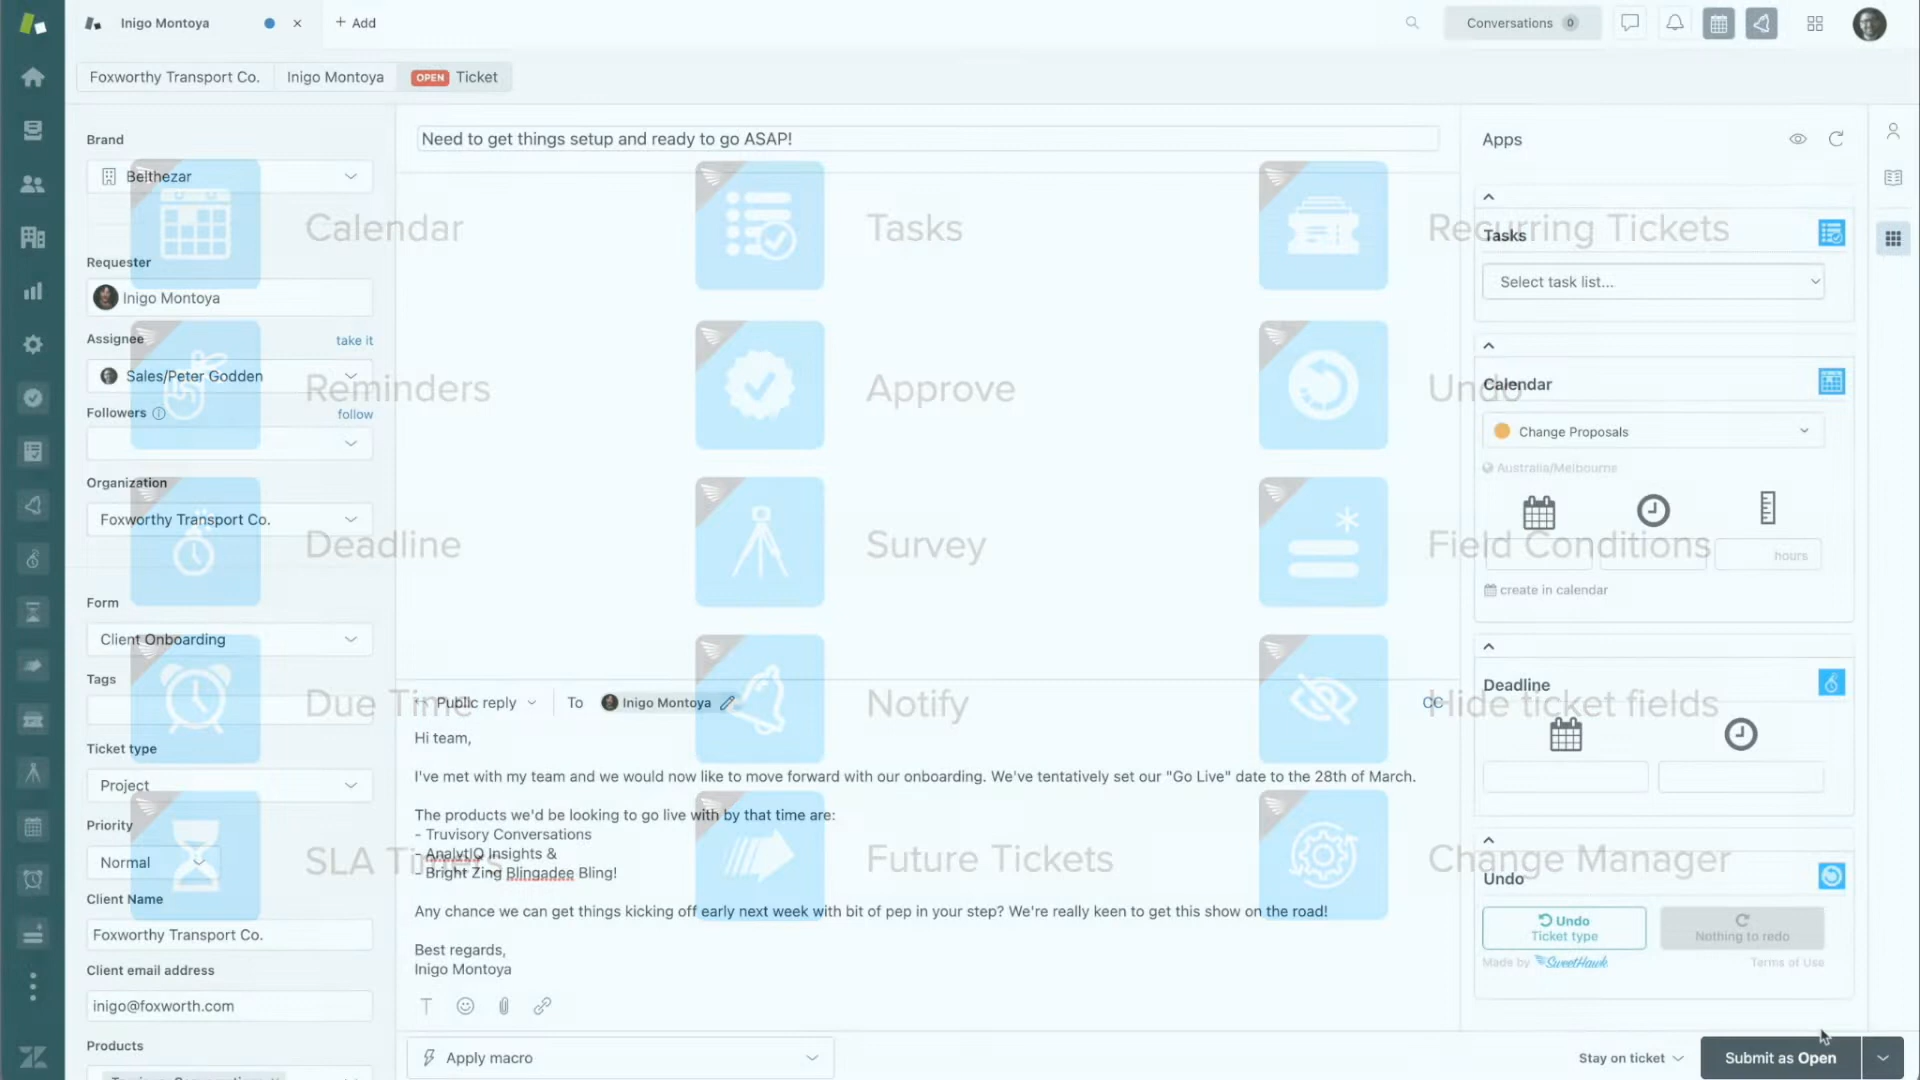 Inigo Montoya
+ Add
Conversations 0
Foxworthy Transport Co.
Inigo Montoya
OPEN Ticket
Brand
Belthezar
Requester
Inigo Montoya
Assignee
take it
Sales/Peter Godden
Followers
follow
Organization
Foxworthy Transport Co.
Form
Client Onboarding
Tags
Ticket type
Project
Priority
Normal
Client Name
Foxworthy Transport Co.
Client email address
inigo@foxworth.com
Products
Need to get things setup and ready to go ASAP!
Calendar
Tasks
Recurring Tickets
Reminders
Approve
Undo
Deadline
Survey
Field Conditions
Due Time
Notify
Hide ticket fields
SLA Timers
Future Tickets
Change Manager
Public reply
To
Inigo Montoya
CC
Hi team,
I've met with my team and we would now like to move forward with our onboarding. We've tentatively set our "Go Live" date to the 28th of March.
The products we'd be looking to go live with by that time are:
- Truvisory Conversations
- AnalytIQ Insights &
- Bright Zing Blingadee Bling!
Any chance we can get things kicking off early next week with bit of pep in your step? We're really keen to get this show on the road!
Best regards,
Inigo Montoya
Apply macro
Apps
Tasks
Select task list...
Calendar
Change Proposals
Australia/Melbourne
hours
create in calendar
Deadline
Undo
Undo
Ticket type
Nothing to redo
Made by SweetHawk
Terms of Use
Stay on ticket
Submit as Open